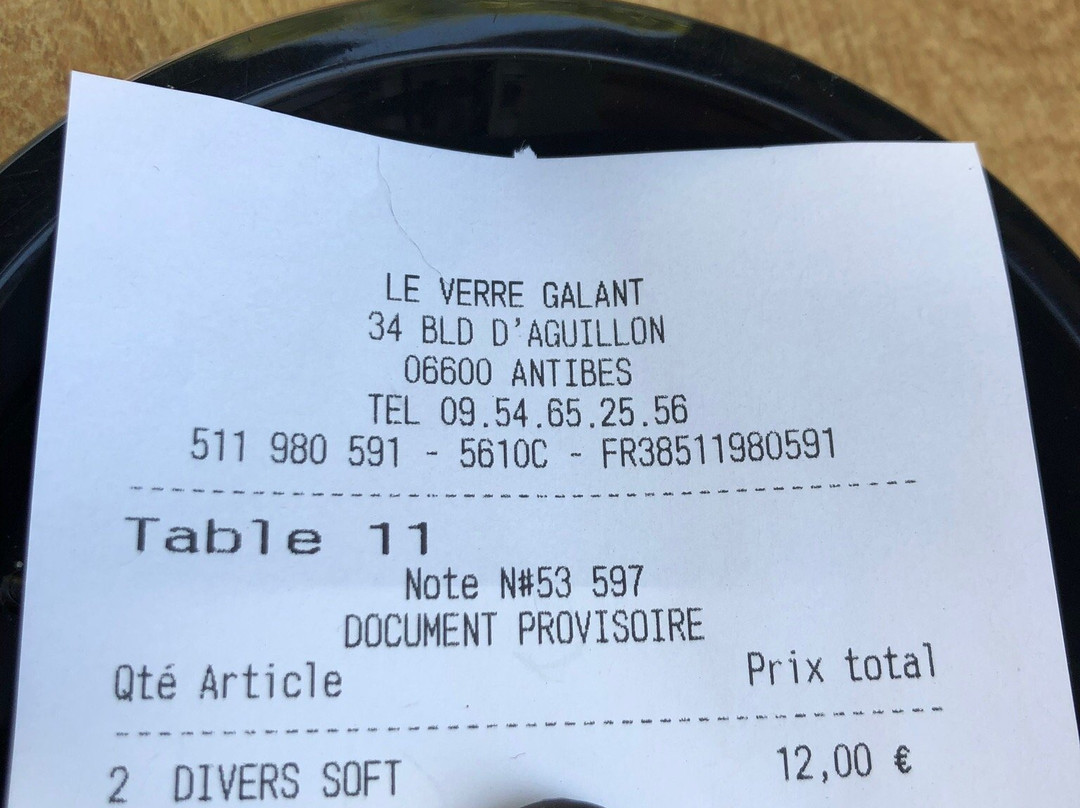 LE VERRE GALANT
34 BLD D'AGUILLON
06600 ANTIBES
TEL 09.54.65.25.56
511 980 591 - 5610C - FR38511980591
Table 11
Note N#53 597
DOCUMENT PROVISOIRE
Qté Article Prix total
2 DIVERS SOFT 12,00 €